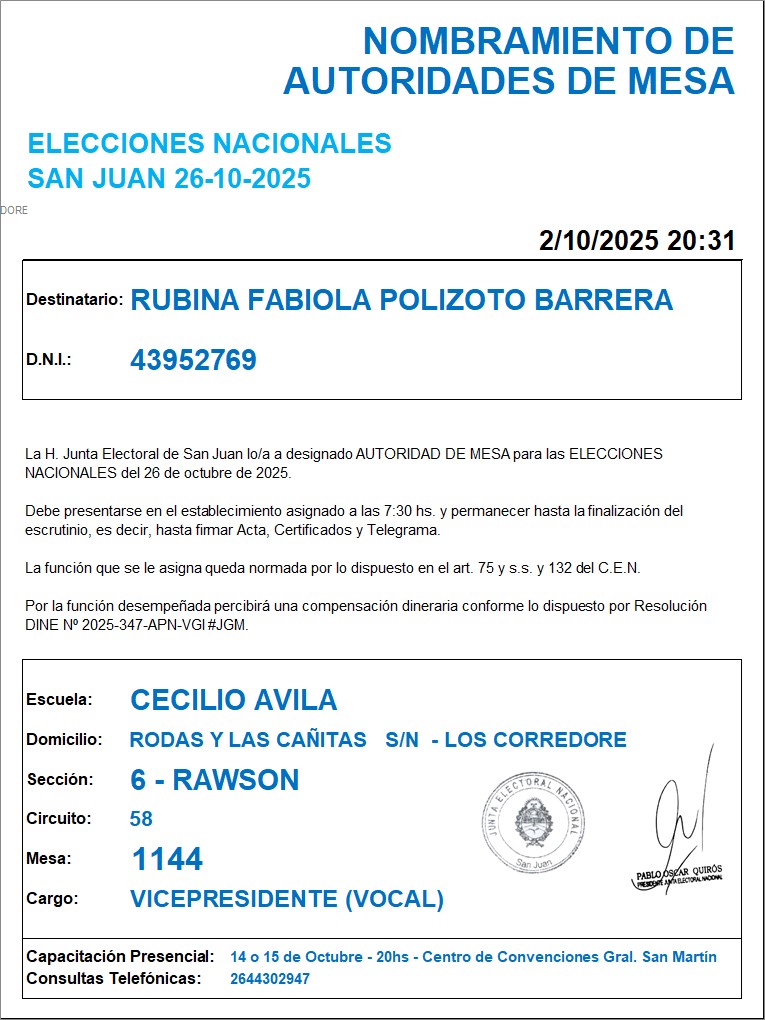 NOMBRAMIENTO DE
AUTORIDADES DE MESA
ELECCIONES NACIONALES
SAN JUAN 26-10-2025
DORE
2/10/2025 20:31
Destinatario: RUBINA FABIOLA POLIZOTO BARRERA
D.N.I.: 43952769
La H. Junta Electoral de San Juan lo/a a designado AUTORIDAD DE MESA para las ELECCIONES
NACIONALES del 26 de octubre de 2025.
Debe presentarse en el establecimiento asignado a las 7:30 hs. y permanecer hasta la finalización del
escrutinio, es decir, hasta firmar Acta, Certificados y Telegrama.
La función que se le asigna queda normada por lo dispuesto en el art. 75 y s.s. y 132 del C.E.N.
Por la función desempeñada percibirá una compensación dineraria conforme lo dispuesto por Resolución
DINE Nº 2025-347-APN-VGI#JGM.
Escuela: CECILIO AVILA
Domicilio: RODAS Y LAS CAÑITAS S/N - LOS CORREDORE
Sección: 6 - RAWSON
Circuito: 58
Mesa: 1144
Cargo: VICEPRESIDENTE (VOCAL)
JUNTA ELECTORAL NACIONAL
San Juan
PABLO OSCAR QUIRÓS
PRESIDENTE JUNTA ELECTORAL NACIONAL
Capacitación Presencial: 14 o 15 de Octubre - 20hs - Centro de Convenciones Gral. San Martín
Consultas Telefónicas: 2644302947